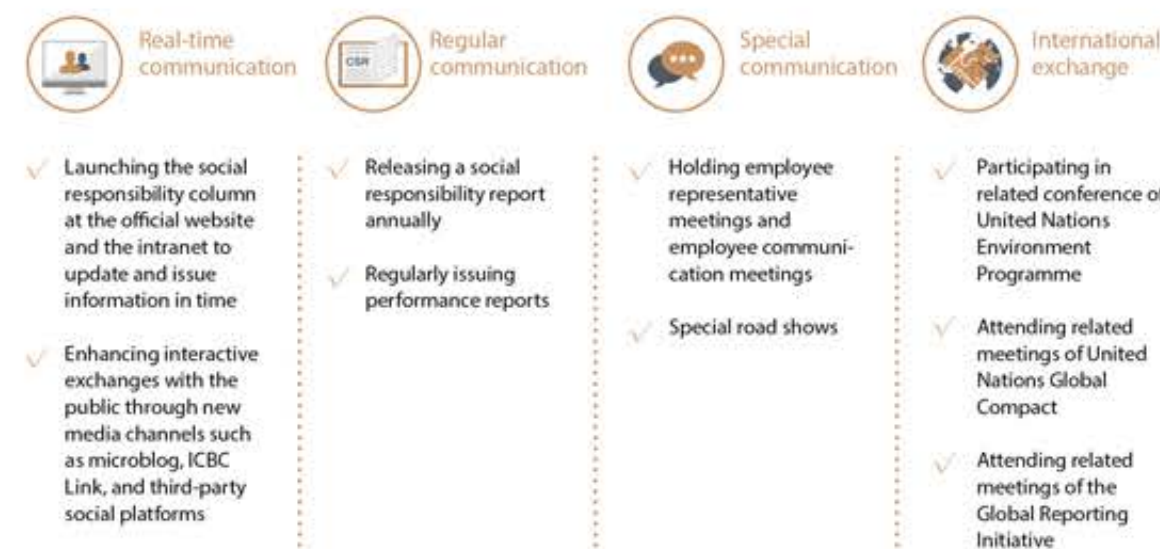 Real-time
communication
Launching the social
responsibility column
at the official website
and the intranet to
update and issue
information in time
Enhancing interactive
exchanges with the
public through new
media channels such
as microblog, ICBC
Link, and third-party
social platforms
CSR
Regular
communication
Releasing a social
responsibility report
annually
Regularly issuing
performance reports
Special
communication
Holding employee
representative
meetings and
employee communi-
cation meetings
Special road shows
International
exchange
Participating in
related conference of
United Nations
Environment
Programme
Attending related
meetings of United
Nations Global
Compact
Attending related
meetings of the
Global Reporting
Initiative